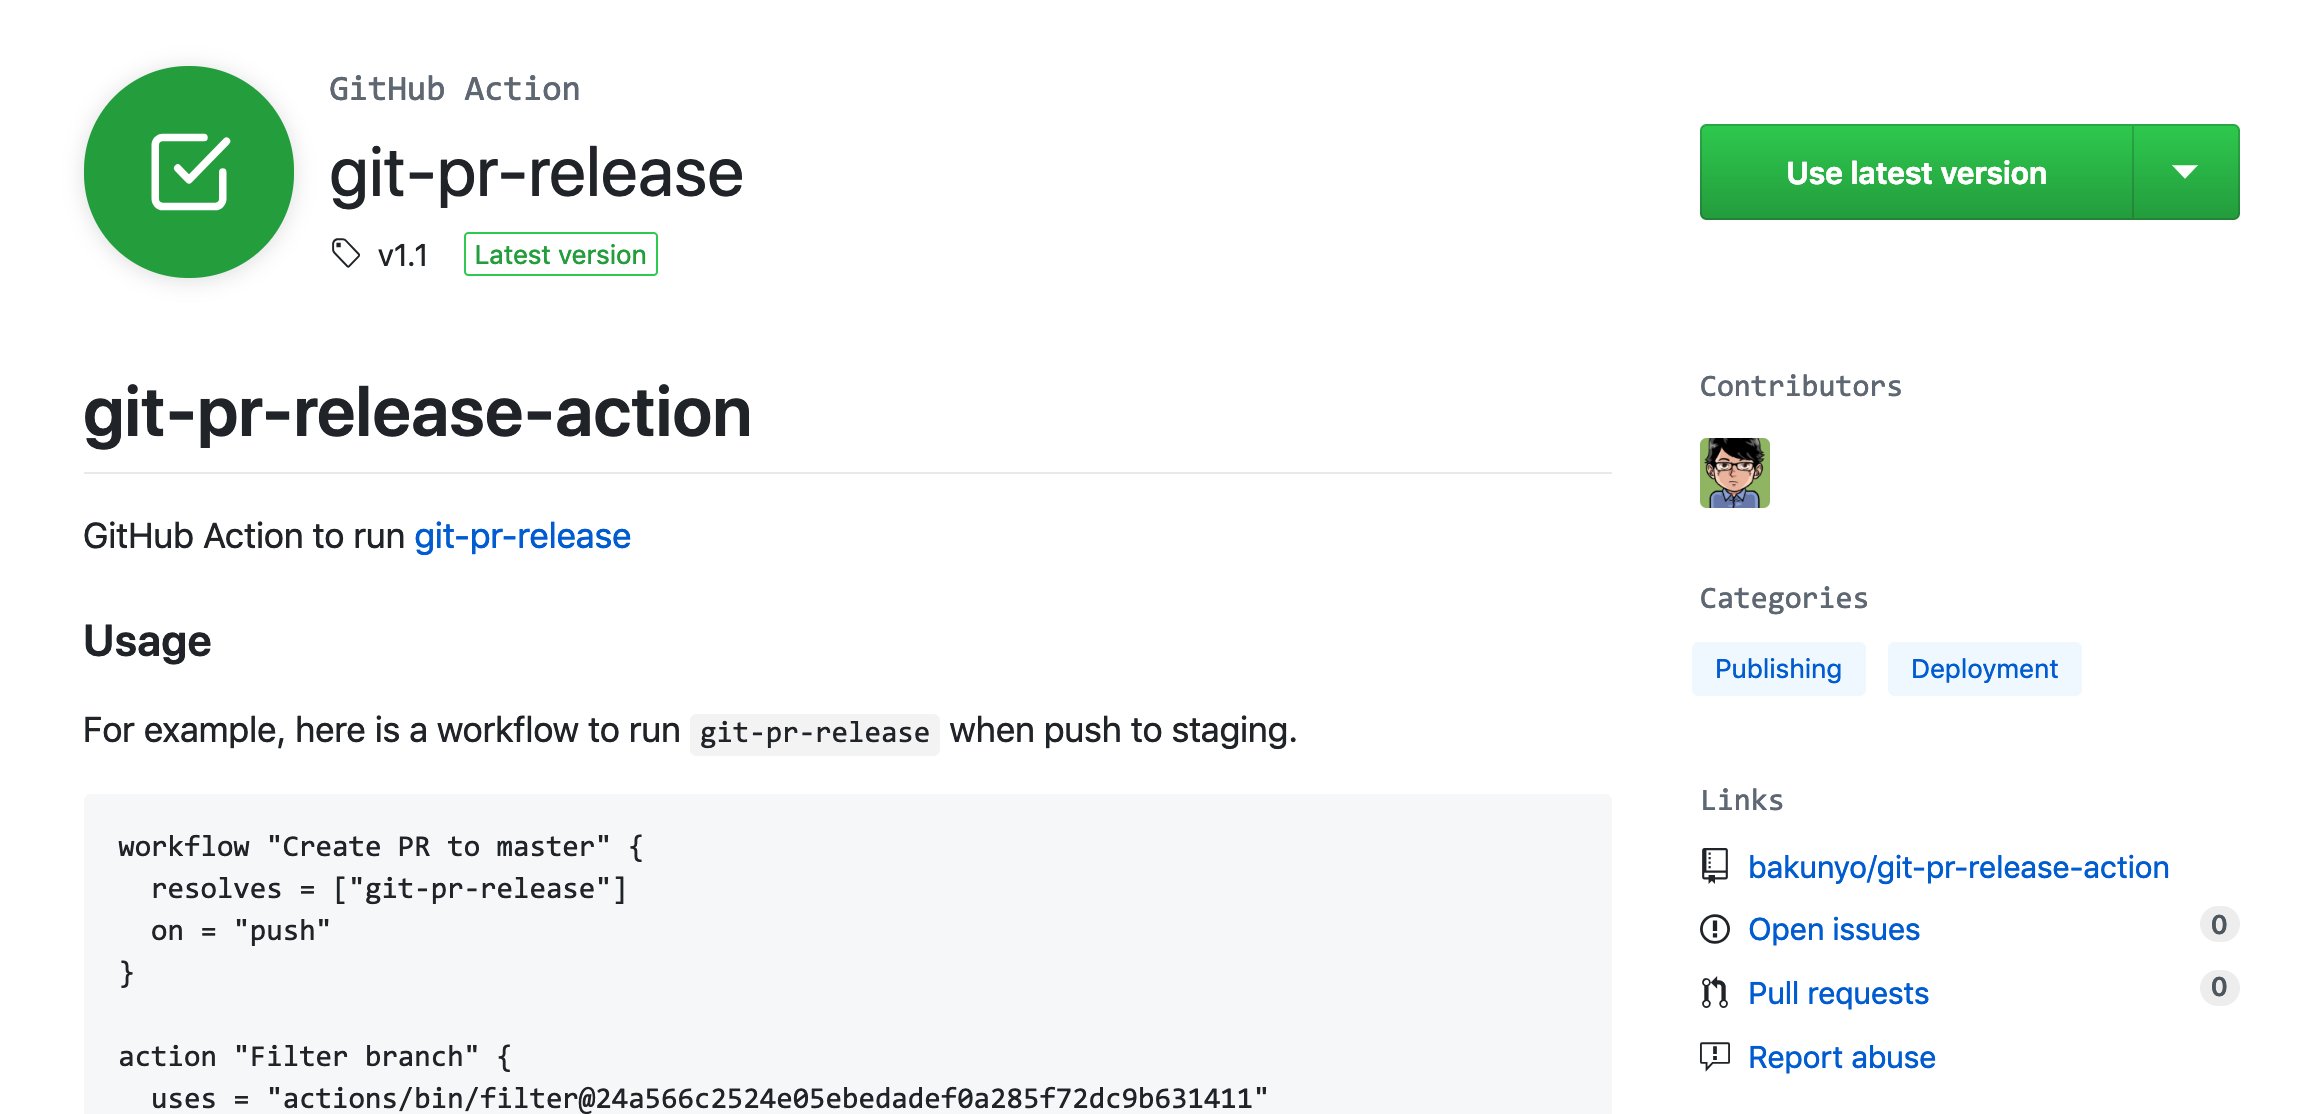 GitHub Action
git-pr-release
v1.1 Latest version
Use latest version
git-pr-release-action
GitHub Action to run git-pr-release
Usage
For example, here is a workflow to run git-pr-release when push to staging.
workflow "Create PR to master" {
  resolves = ["git-pr-release"]
  on = "push"
}
action "Filter branch" {
  uses = "actions/bin/filter@24a566c2524e05ebedadef0a285f72dc9b631411"
Contributors
Categories
Publishing Deployment
Links
bakunyo/git-pr-release-action
Open issues 0
Pull requests 0
Report abuse